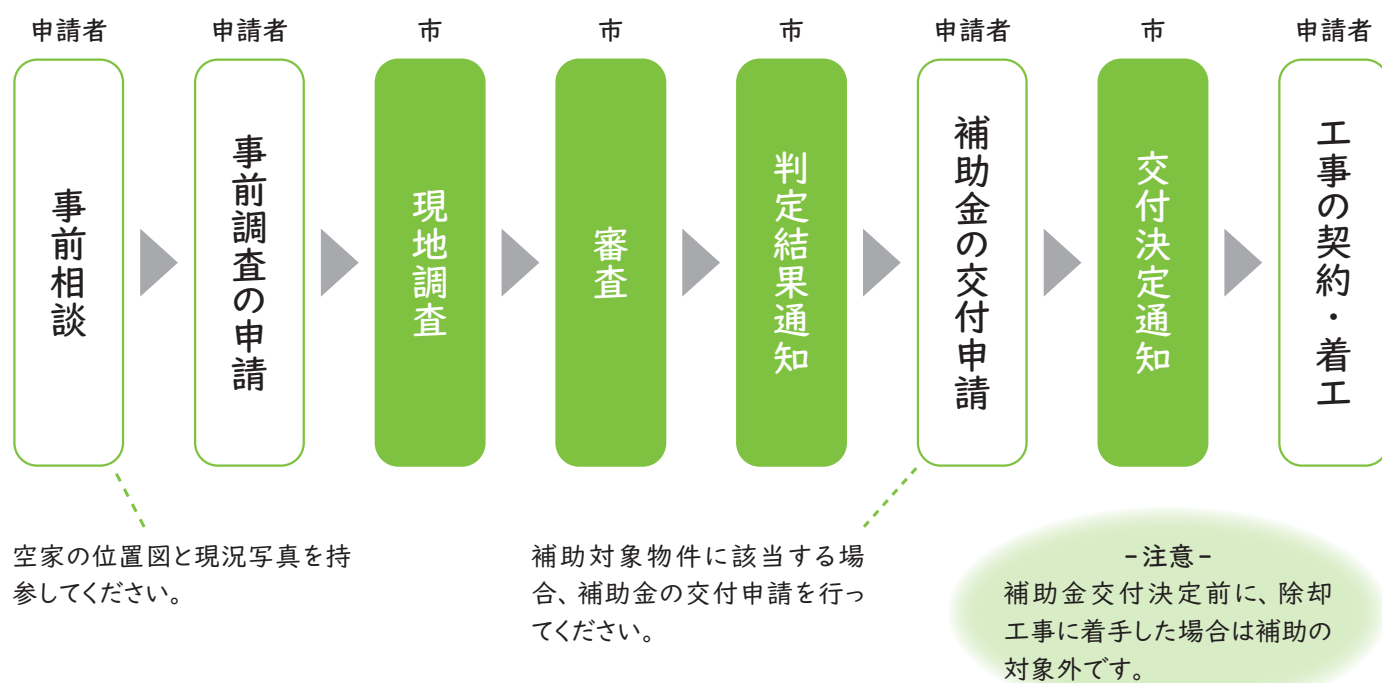 申請者
申請者
市
市
市
申請者
市
申請者
事前相談
事前調査の申請
現地調査
審査
判定結果通知
補助金の交付申請
交付決定通知
工事の契約・着工
空家の位置図と現況写真を持
参してください。
補助対象物件に該当する場
合、補助金の交付申請を行っ
てください。
-注意-
補助金交付決定前に、除却
工事に着手した場合は補助の
対象外です。